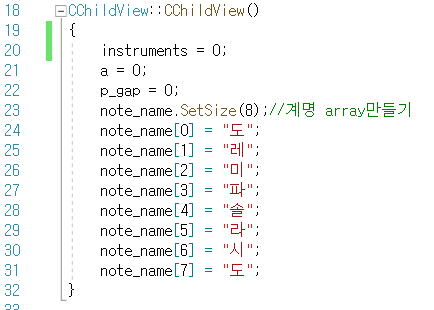 18 CChildView::CChildView()
19 {
20 instruments = 0;
21 a = 0;
22 p_gap = 0;
23 note_name.SetSize(8);//계명 array만들기
24 note_name[0] = "도";
25 note_name[1] = "레";
26 note_name[2] = "미";
27 note_name[3] = "파";
28 note_name[4] = "솔";
29 note_name[5] = "라";
30 note_name[6] = "시";
31 note_name[7] = "도";
32 }
33